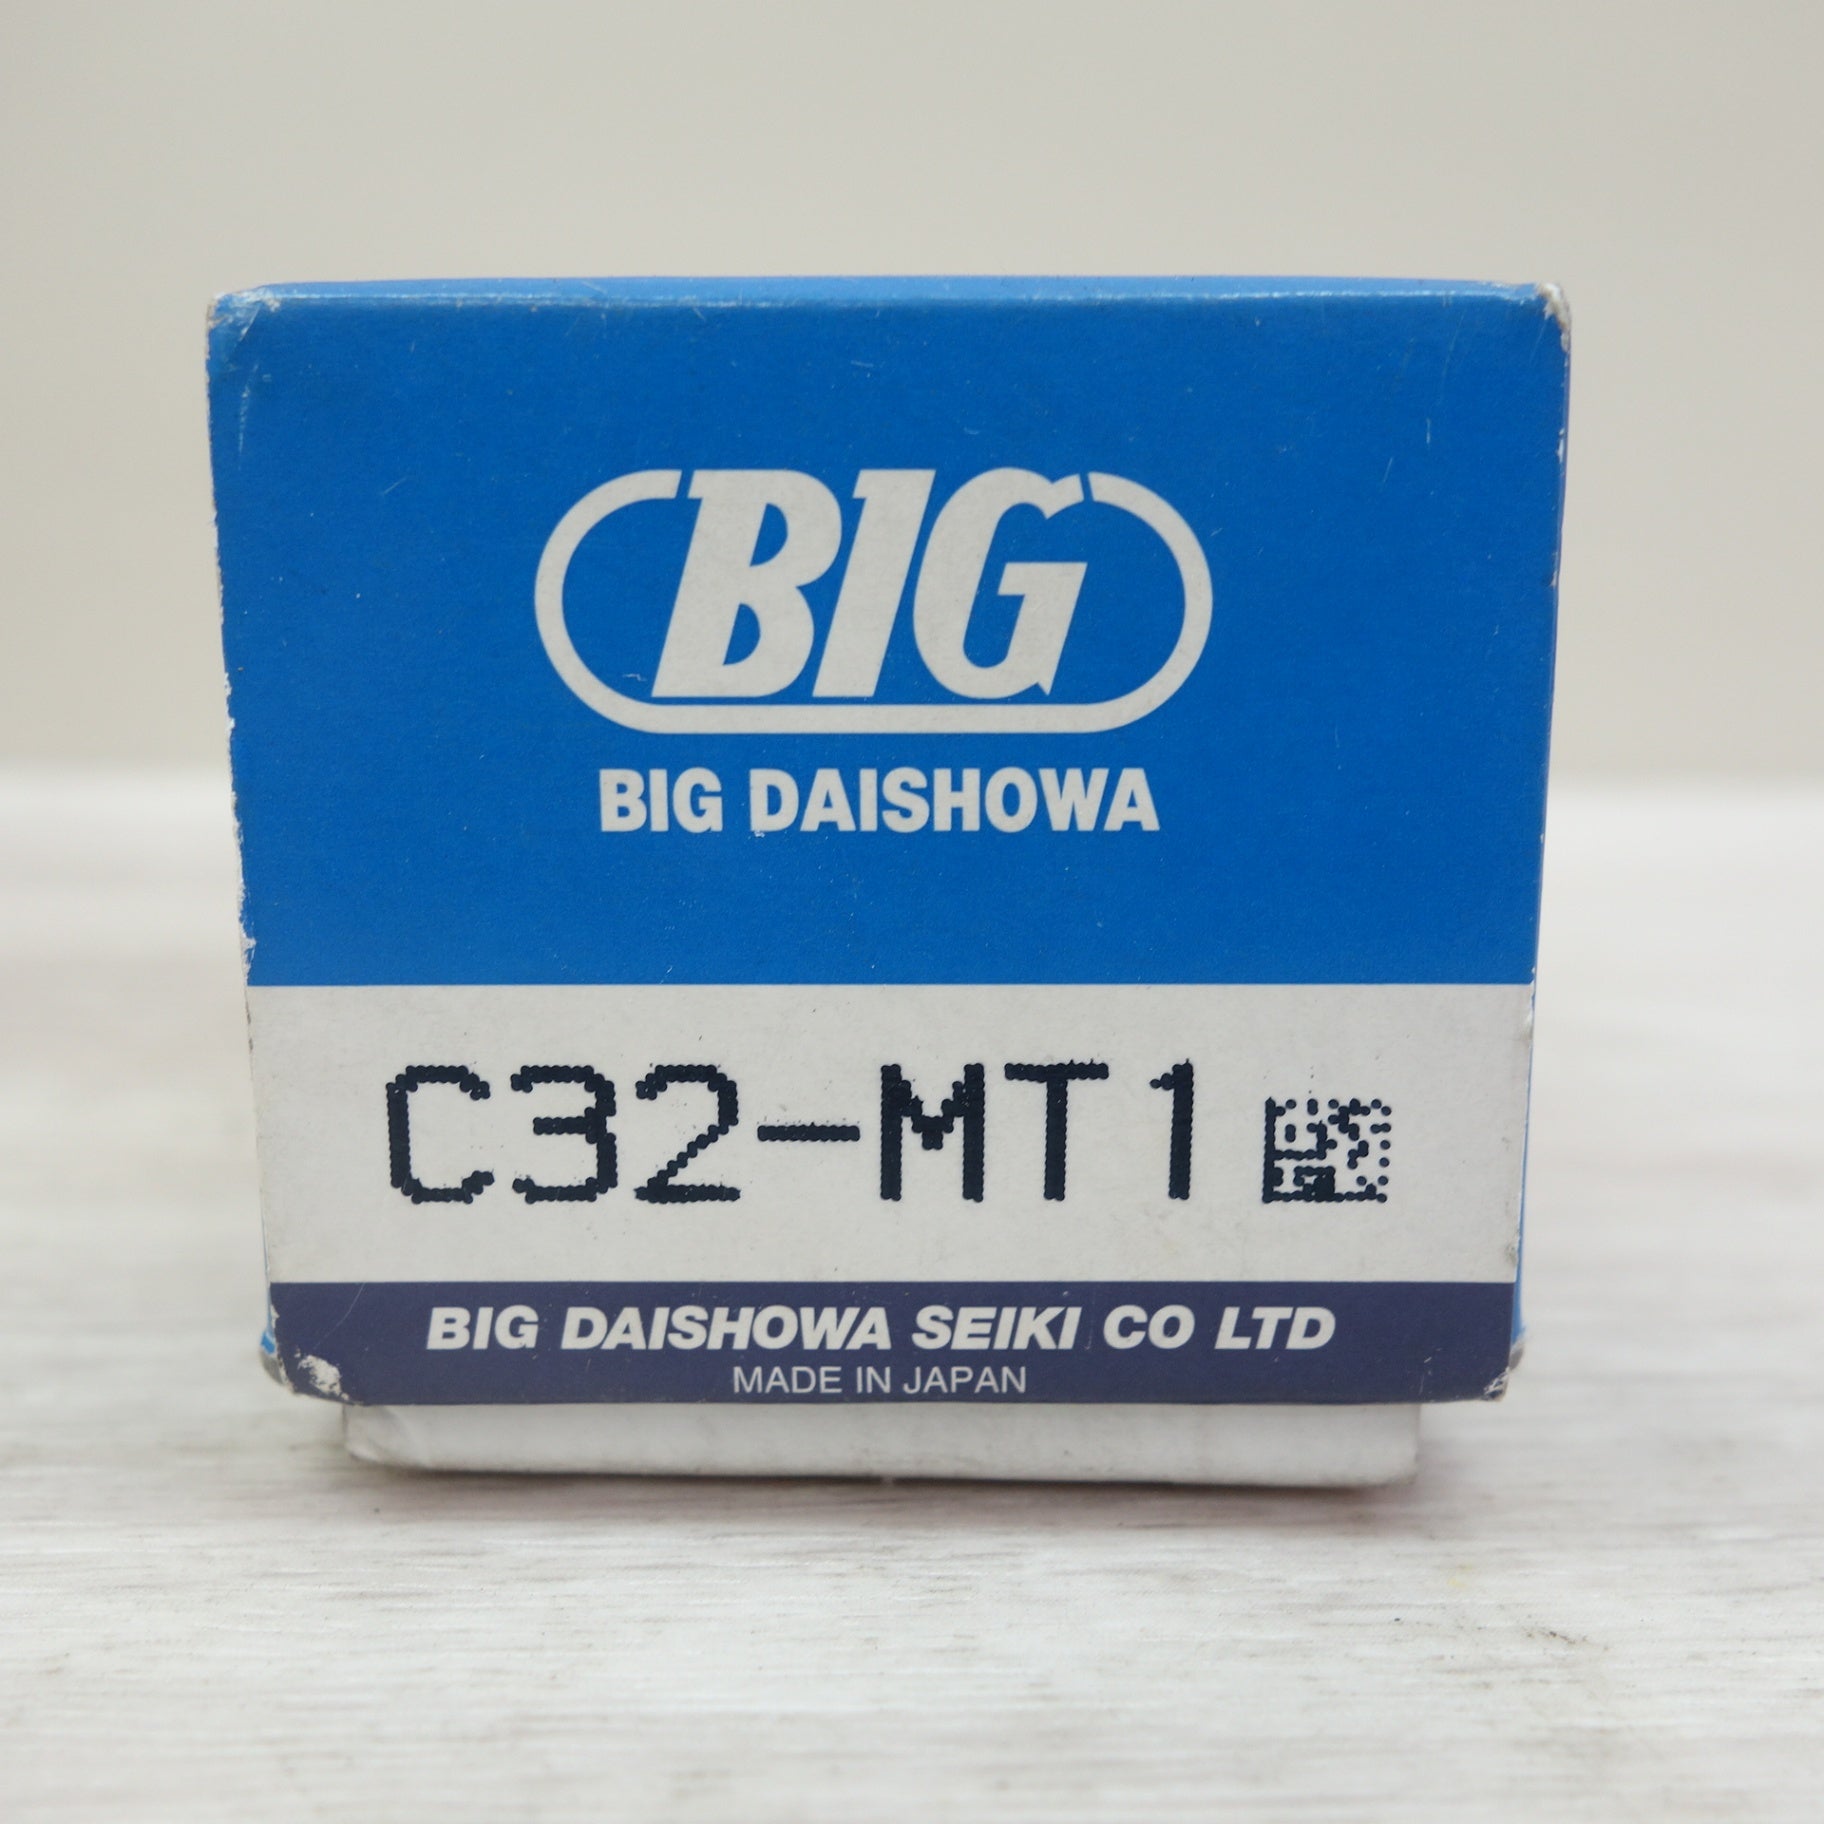 BIG
BIG DAISHOWA
C32-MT1
BIG DAISHOWA SEIKI CO LTD
MADE IN JAPAN